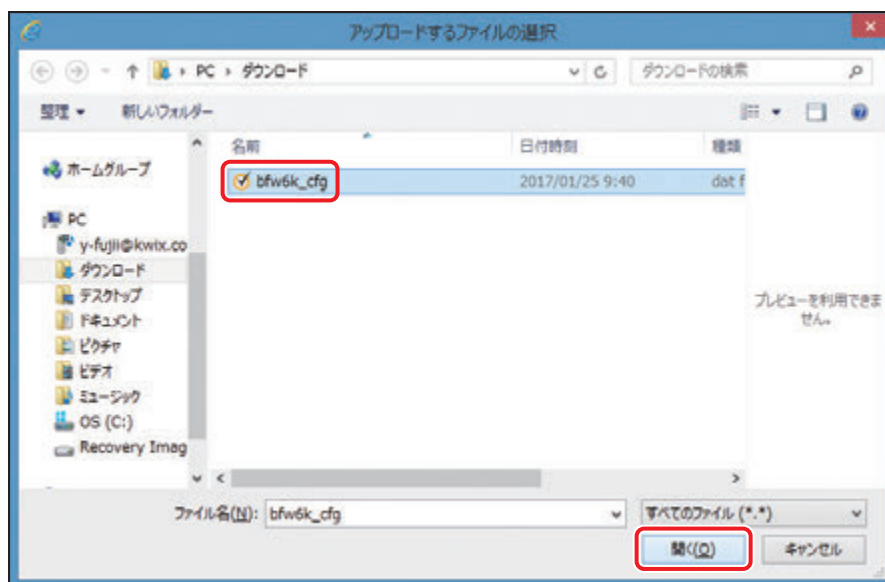 アップロードするファイルの選択
PC ダウンロード
ダウンロードの検索
整理
新しいフォルダー
名前
日付時刻
種類
ホームグループ
bfw6k_cfg
2017/01/25 9:40
dat f
PC
y-fujii@kwix.co
ダウンロード
デスクトップ
ドキュメント
ピクチャ
ビデオ
ミュージック
OS (C:)
Recovery Imag
プレビューを利用できま
せん。
ファイル名(N):
bfw6k_cfg
すべてのファイル (*.*)
開く(O)
キャンセル